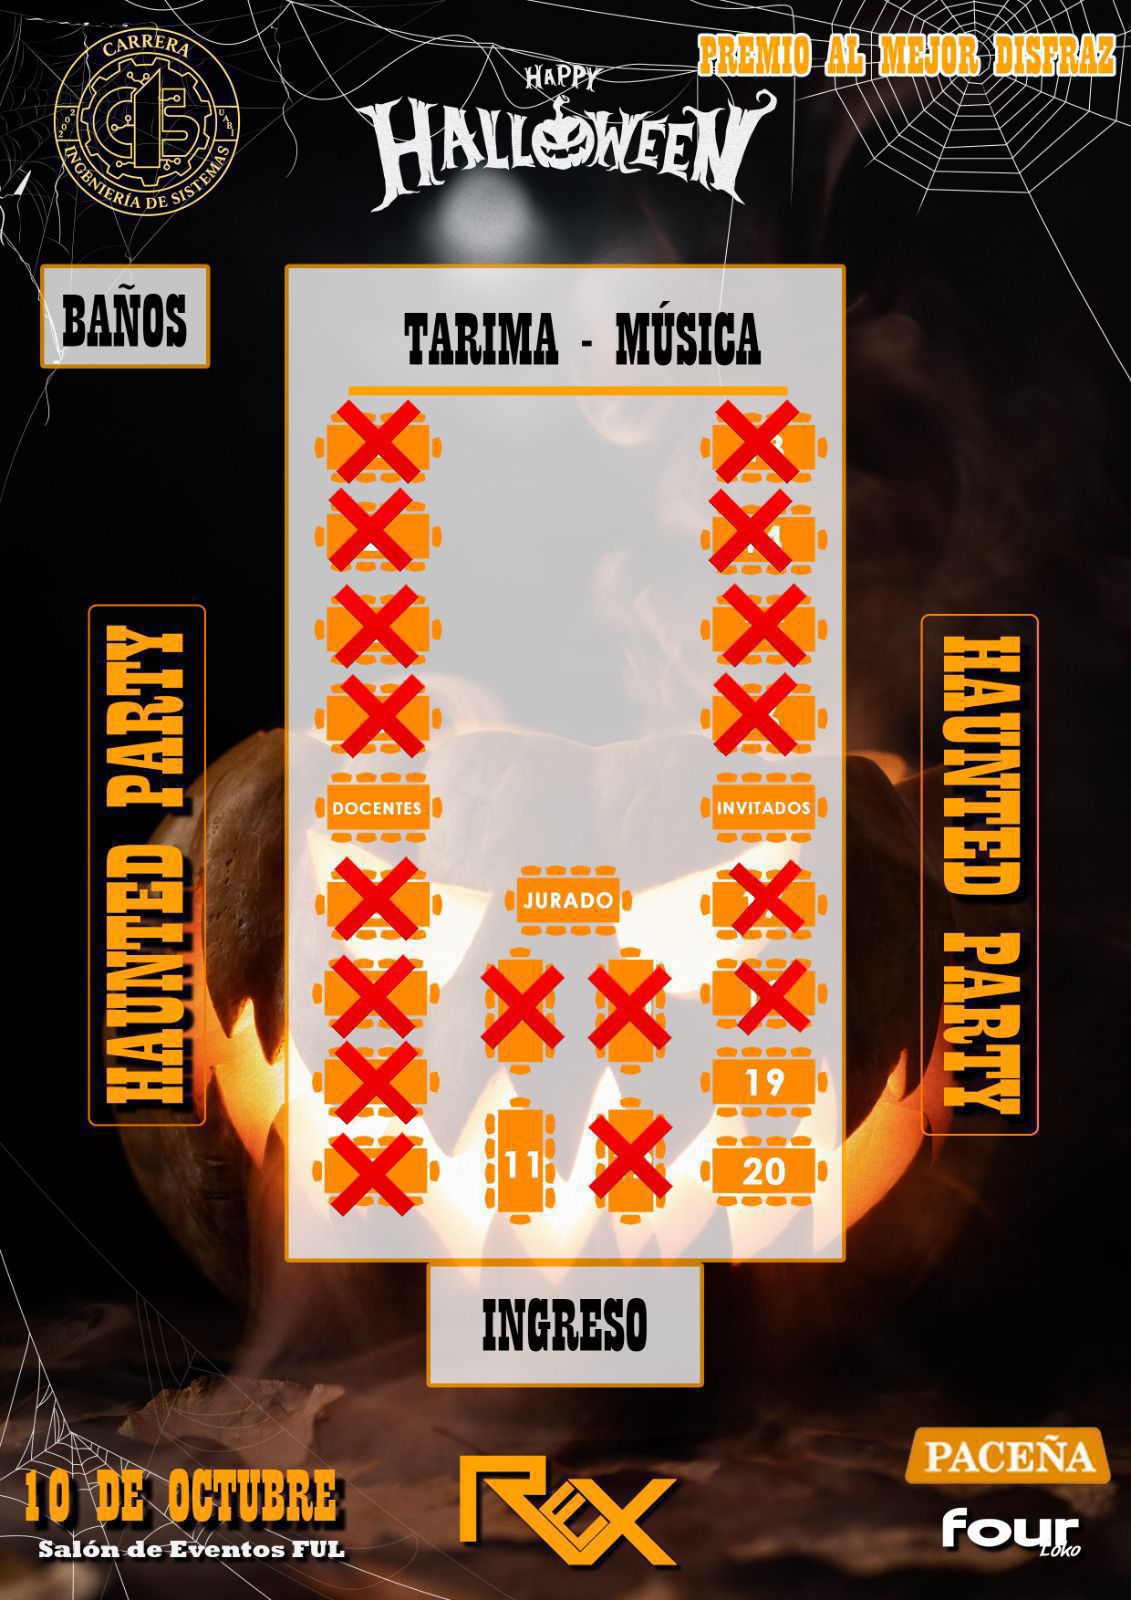 CARRERA
INGENIERÍA DE SISTEMAS
HAPPY
HALLOWEEN
PREMIO AL MEJOR DISFRAZ
BAÑOS
TARIMA - MÚSICA
HAUNTED PARTY
HAUNTED PARTY
DOCENTES
INVITADOS
JURADO
19
11
20
INGRESO
10 DE OCTUBRE
Salón de Eventos FUL
REX
PACEÑA
four
LOKO